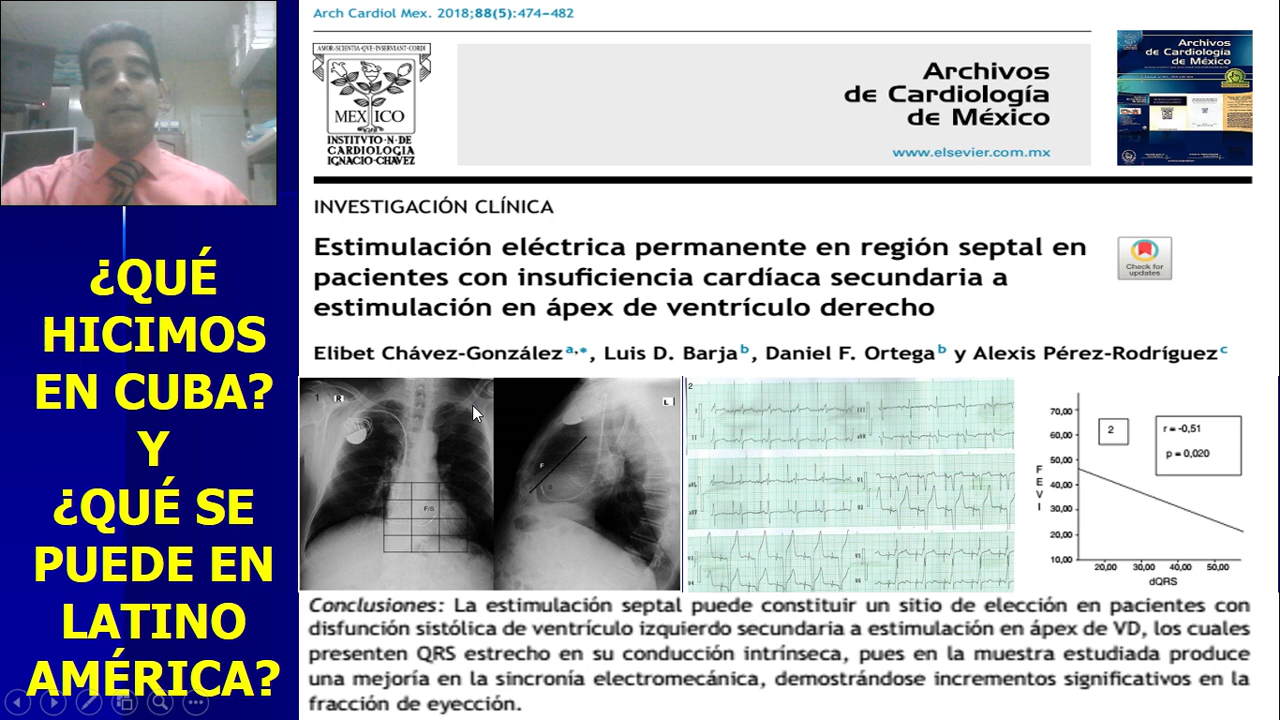 Arch Cardiol Mex. 2018;88(5):474-482
AMOR·SCIENTIA·QVE·INSERVIANT·CORDI
MEXICO
INSTITVTO·N·DE
CARDIOLOGIA
IGNACIO·CHÁVEZ
Archivos
de Cardiología
de México
www.elsevier.com.mx
Archivos
de Cardiología
de México
INVESTIGACIÓN CLÍNICA
Estimulación eléctrica permanente en región septal en
pacientes con insuficiencia cardíaca secundaria a
estimulación en ápex de ventrículo derecho
Check for
updates
Elibet Chávez-González a,*, Luis D. Barja b, Daniel F. Ortega b y Alexis Pérez-Rodríguez c
¿QUÉ
HICIMOS
EN CUBA?
Y
¿QUÉ SE
PUEDE EN
LATINO
AMÉRICA?
1
R
F/S
L
F
S
2
I
III
II
2
r = -0,51
p = 0,020
FEVI
70,00
60,00
50,00
40,00
30,00
20,00
10,00
20,00 30,00 40,00 50,00
dQRS
Conclusiones: La estimulación septal puede constituir un sitio de elección en pacientes con
disfunción sistólica de ventrículo izquierdo secundaria a estimulación en ápex de VD, los cuales
presenten QRS estrecho en su conducción intrínseca, pues en la muestra estudiada produce
una mejoría en la sincronía electromecánica, demostrándose incrementos significativos en la
fracción de eyección.